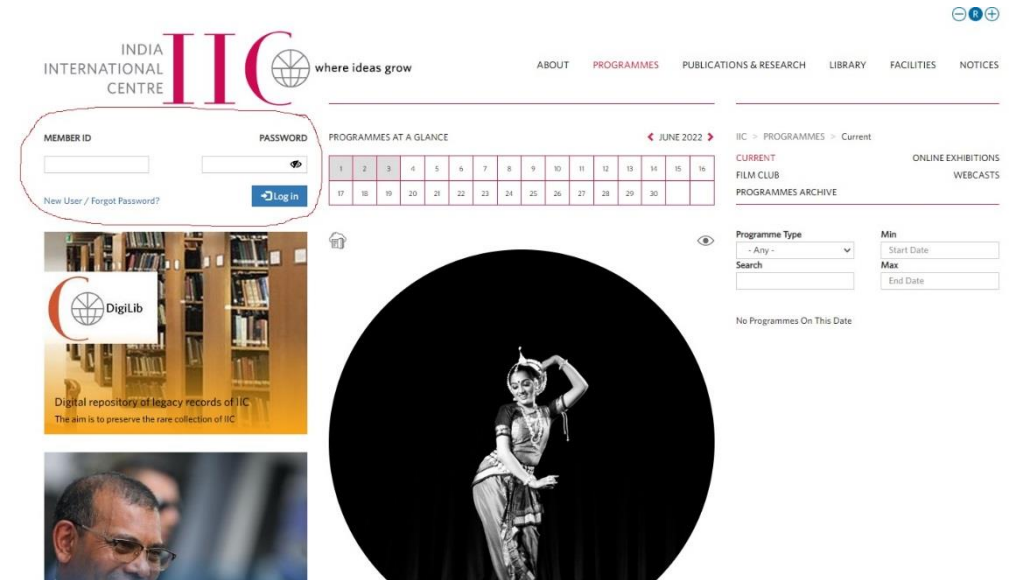 R
INDIA
INTERNATIONAL
CENTRE
IIC
where ideas grow
ABOUT PROGRAMMES PUBLICATIONS & RESEARCH LIBRARY FACILITIES NOTICES
MEMBER ID PASSWORD
Log in
New User / Forgot Password?
DigiLib
Digital repository of legacy records of IIC
The aim is to preserve the rare collection of IIC
PROGRAMMES AT A GLANCE JUNE 2022
1 2 3 4 5 6 7 8 9 10 11 12 13 14 15 16
17 18 19 20 21 22 23 24 25 26 27 28 29 30
IIC > PROGRAMMES > Current
CURRENT ONLINE EXHIBITIONS
FILM CLUB WEBCASTS
PROGRAMMES ARCHIVE
Programme Type Min
- Any - Start Date
Search Max
End Date
No Programmes On This Date